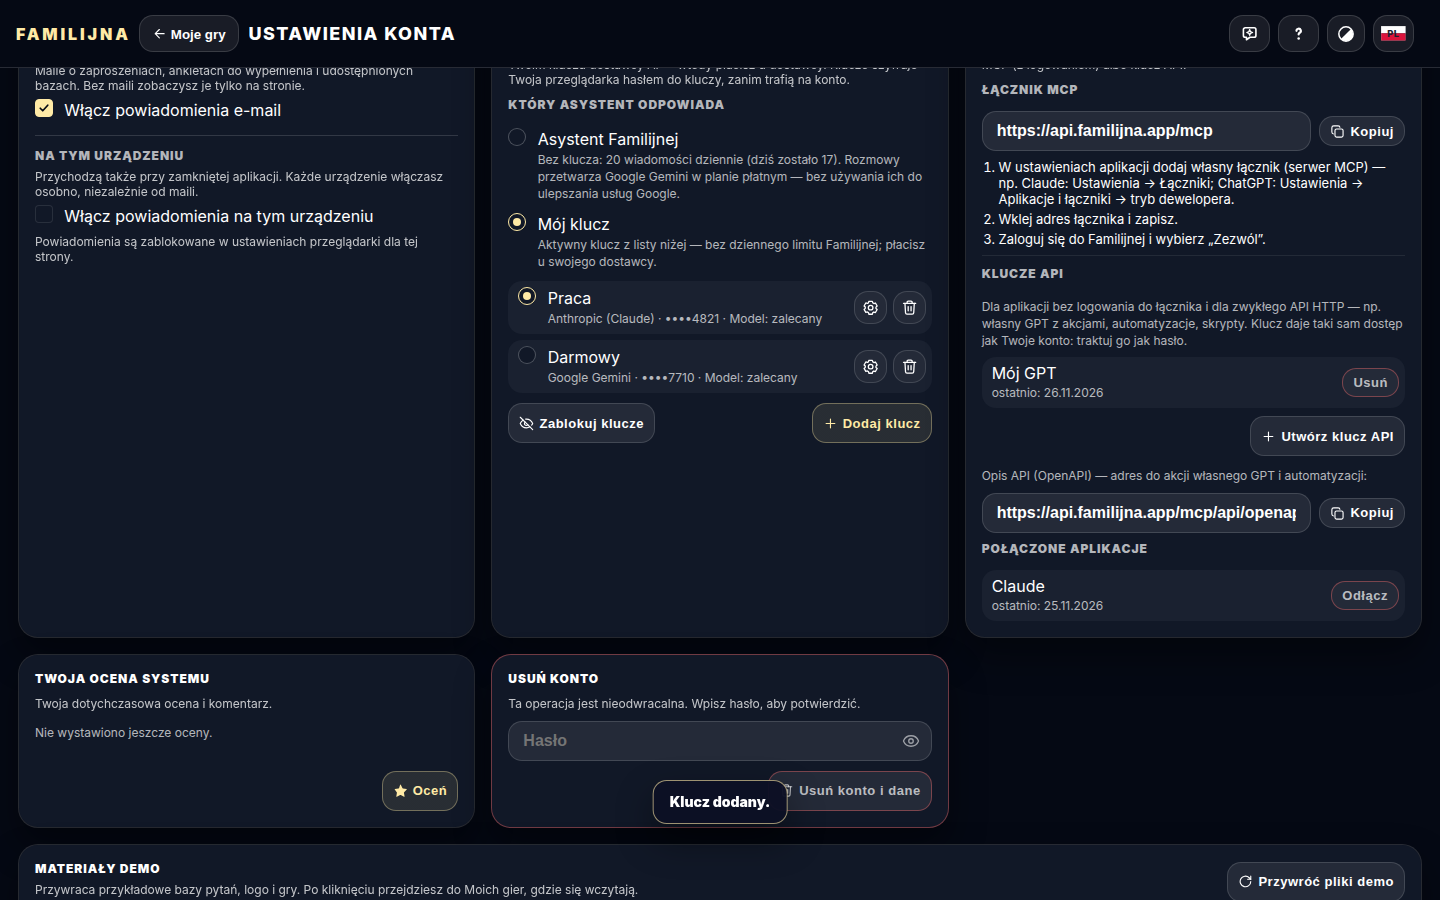 FAMILIJNA
Moje gry
USTAWIENIA KONTA
PL
Maile o zaproszeniach, ankietach do wypełnienia i udostępnionych
bazach. Bez maili zobaczysz je tylko na stronie.
Włącz powiadomienia e-mail
NA TYM URZĄDZENIU
Przychodzą także przy zamkniętej aplikacji. Każde urządzenie włączasz
osobno, niezależnie od maili.
Włącz powiadomienia na tym urządzeniu
Powiadomienia są zablokowane w ustawieniach przeglądarki dla tej
strony.
Twoja przeglądarka hasłem do kluczy, zanim trafią na konto.
KTÓRY ASYSTENT ODPOWIADA
Asystent Familijnej
Bez klucza: 20 wiadomości dziennie (dziś zostało 17). Rozmowy
przetwarza Google Gemini w planie płatnym — bez używania ich do
ulepszania usług Google.
Mój klucz
Aktywny klucz z listy niżej — bez dziennego limitu Familijnej; płacisz
u swojego dostawcy.
Praca
Anthropic (Claude) · ••••4821 · Model: zalecany
Darmowy
Google Gemini · ••••7710 · Model: zalecany
Zablokuj klucze
Dodaj klucz
ŁĄCZNIK MCP
https://api.familijna.app/mcp
Kopiuj
1. W ustawieniach aplikacji dodaj własny łącznik (serwer MCP) —
np. Claude: Ustawienia → Łączniki; ChatGPT: Ustawienia →
Aplikacje i łączniki → tryb dewelopera.
2. Wklej adres łącznika i zapisz.
3. Zaloguj się do Familijnej i wybierz „Zezwól”.
KLUCZE API
Dla aplikacji bez logowania do łącznika i dla zwykłego API HTTP — np.
własny GPT z akcjami, automatyzacje, skrypty. Klucz daje taki sam dostęp
jak Twoje konto: traktuj go jak hasło.
Mój GPT
ostatnio: 26.11.2026
Usuń
Utwórz klucz API
Opis API (OpenAPI) — adres do akcji własnego GPT i automatyzacji:
https://api.familijna.app/mcp/api/openap
Kopiuj
POŁĄCZONE APLIKACJE
Claude
ostatnio: 25.11.2026
Odłącz
TWOJA OCENA SYSTEMU
Twoja dotychczasowa ocena i komentarz.
Nie wystawiono jeszcze oceny.
Oceń
USUŃ KONTO
Ta operacja jest nieodwracalna. Wpisz hasło, aby potwierdzić.
Hasło
Usuń konto i dane
Klucz dodany.
MATERIAŁY DEMO
Przywraca przykładowe bazy pytań, logo i gry. Po kliknięciu przejdziesz do Moich gier, gdzie się wczytają.
Przywróć pliki demo